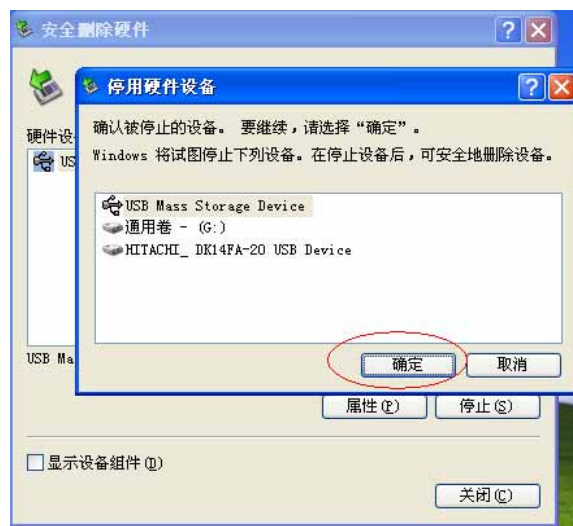 安全删除硬件
停用硬件设备
确认被停止的设备。 要继续，请选择“确定”。
Windows 将试图停止下列设备。在停止设备后，可安全地删除设备。
硬件设
US
USB Mass Storage Device
通用卷 - (G:)
HITACHI_ DK14FA-20 USB Device
USB Ma
确定
取消
属性(P)
停止(S)
显示设备组件(D)
关闭(C)